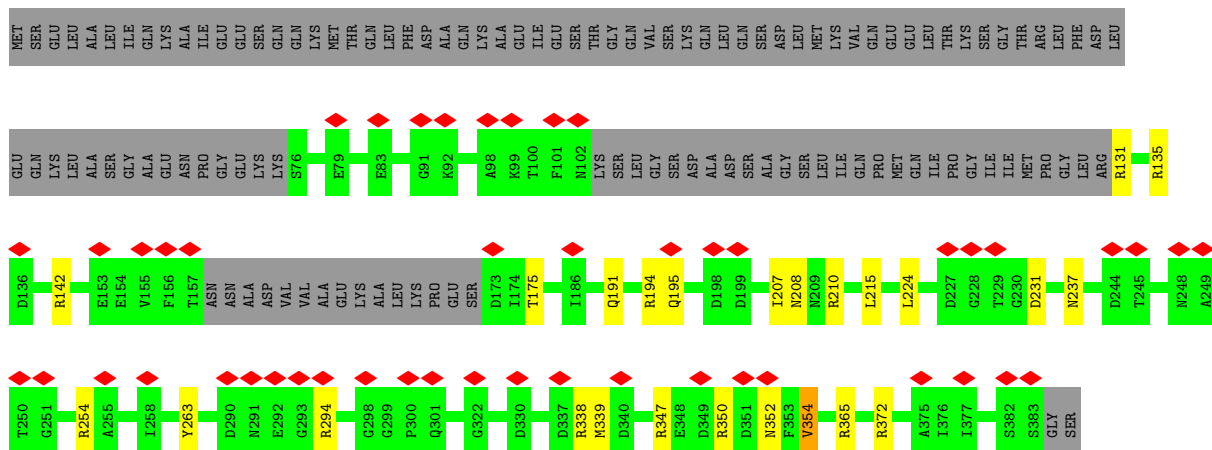 MET SER GLU LEU ALA LEU ILE GLN LYS ALA ILE GLU GLU SER GLN GLN LYS MET THR GLN LEU PHE ASP ALA GLN LYS ALA GLU ILE GLU SER THR GLY GLN VAL SER LYS GLN LEU GLN SER ASP LEU MET LYS VAL GLN GLU GLU LEU THR LYS SER GLY THR ARG LEU PHE ASP LEU
GLU GLN LYS LEU ALA SER GLY ALA GLU ASN PRO GLY GLU LYS LYS S76 E79 E83 G91 K92 A98 K99 T100 F101 N102 LYS SER LEU GLY SER ASP ALA ASP SER ALA GLY SER LEU ILE GLN PRO MET GLN ILE PRO GLY ILE ILE MET PRO GLY LEU ARG R131 R135
D136 R142 E153 E154 V155 F156 T157 ASN ASN ALA ASP VAL VAL ALA GLU LYS ALA LEU LYS PRO GLU SER D173 I174 T175 I186 Q191 R194 Q195 D198 D199 I207 N208 N209 R210 L215 L224 D227 G228 T229 G230 D231 N237 D244 T245 N248 A249
T250 G251 R254 A255 I258 Y263 D290 N291 E292 G293 R294 G298 G299 P300 Q301 G322 D330 D337 R338 M339 D340 R347 E348 D349 R350 D351 N352 F353 V354 R365 R372 A375 I376 I377 S382 S383 GLY SER